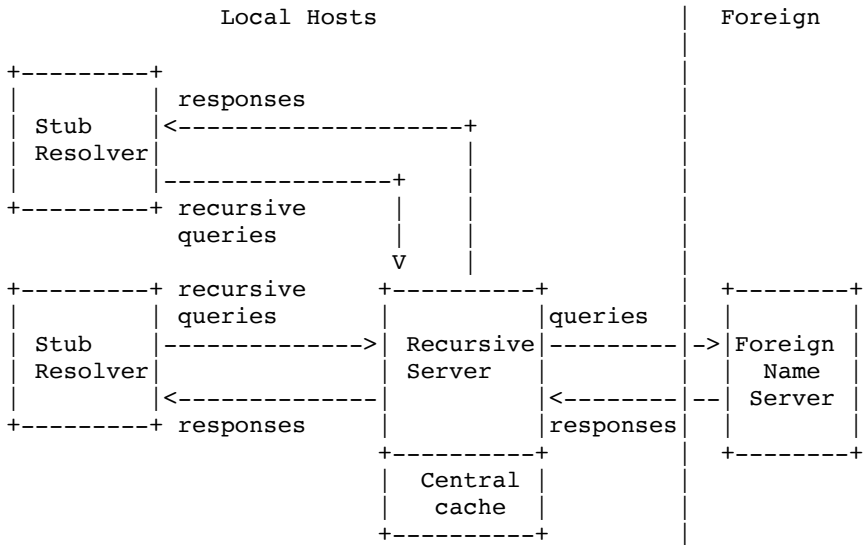 Local Hosts | Foreign
responses
Stub
Resolver
recursive
queries
recursive
queries queries
Stub Recursive Foreign
Resolver Server Name
Server
responses responses
Central
cache